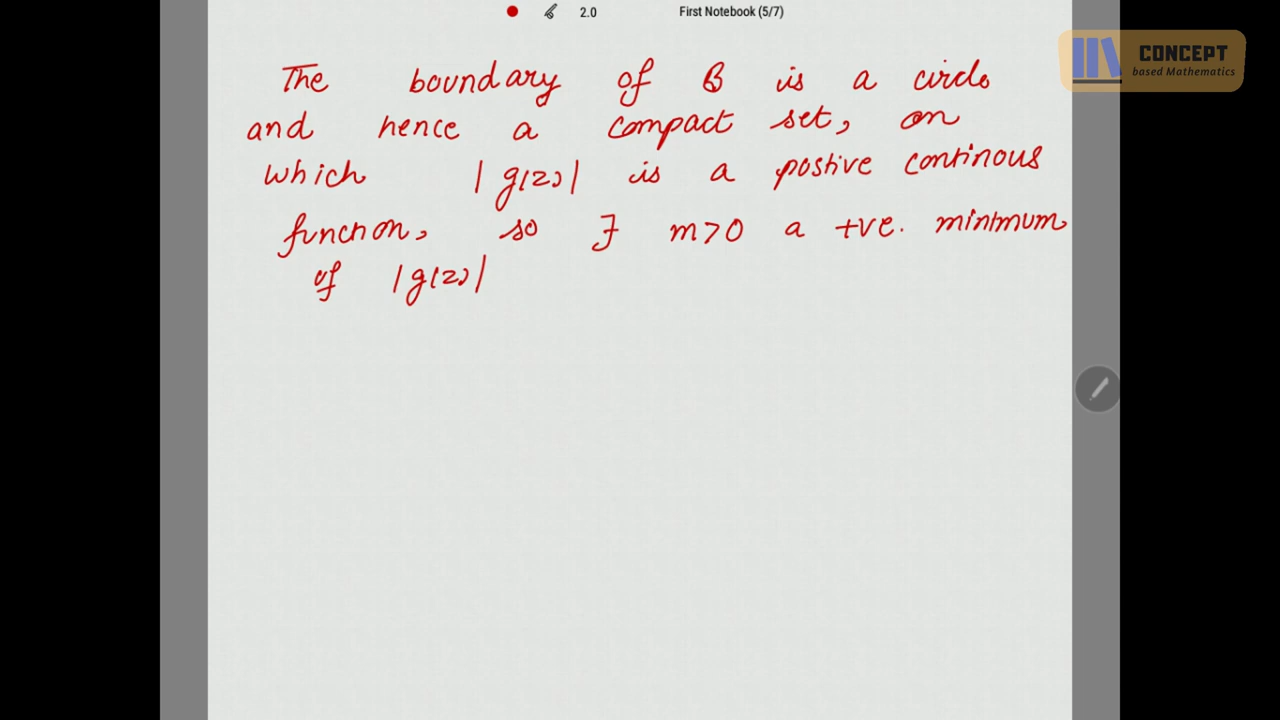 2.0 First Notebook (5/7)
CONCEPT
based Mathematics
The boundary of B is a circle
and hence a compact set, on
which |g(z)| is a postive continous
function, so ∃ m>0 a +ve. minimum
of |g(z)|